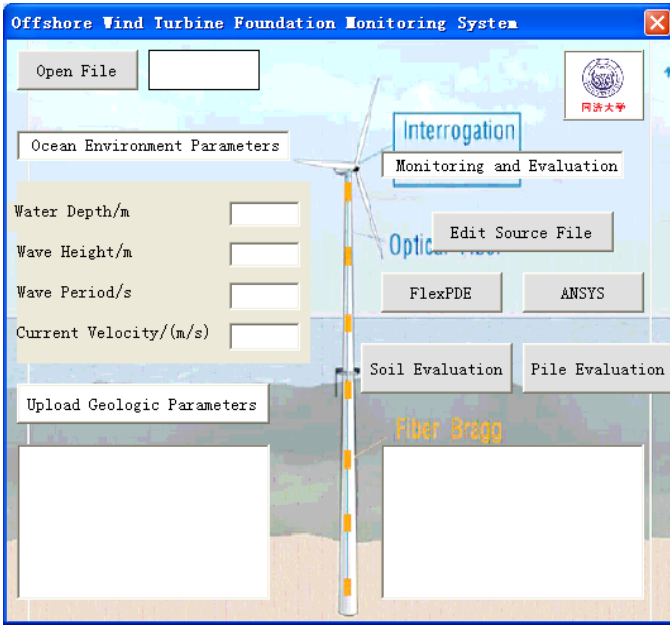 Offshore Wind Turbine Foundation Monitoring System
Open File
同济大学
Interrogation
Ocean Environment Parameters
Monitoring and Evaluation
Water Depth/m
Edit Source File
Optical Fiber
Wave Height/m
Wave Period/s
FlexPDE
ANSYS
Current Velocity/(m/s)
Soil Evaluation
Pile Evaluation
Upload Geologic Parameters
Fiber Bragg